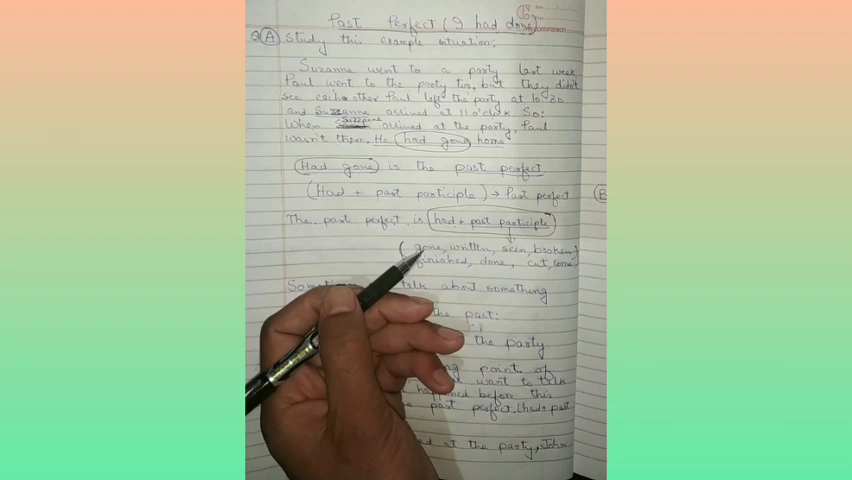 Past Perfect (I had done)
Q. A Study this example situation:
Suzanne went to a party last week.
Paul went to the party too, but they didn't
see each other. Paul left the party at 10:30
and Suzzanne assined at 11 o'clock So:
When Suzzanne assined at the party, Paul
wasn't there. He had gone home
Had gone is the past perfect.
(Had + past participle) → Past perfect
The past perfect is had + past participle
(gone, written, seen, broken)
finished, done, cut, come
talk about something
the past:
the party
point of
want to talk
happened before this
past perfect. (had + past
at the party, John
B